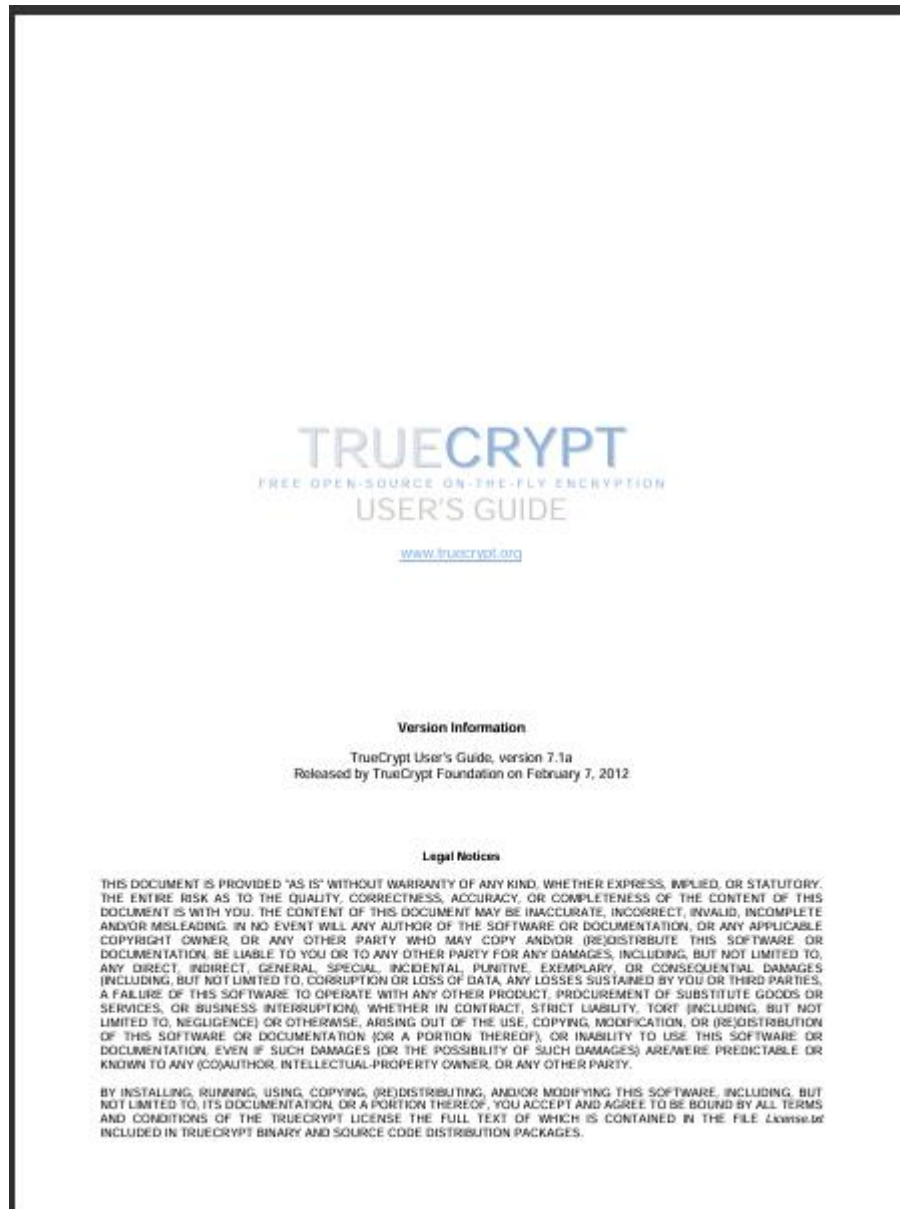 TRUECRYPT
FREE OPEN-SOURCE ON-THE-FLY ENCRYPTION
USER'S GUIDE
www.truecrypt.org
Version Information
TrueCrypt User's Guide, version 7.1a
Released by TrueCrypt Foundation on February 7, 2012
Legal Notices
THIS DOCUMENT IS PROVIDED "AS IS" WITHOUT WARRANTY OF ANY KIND, WHETHER EXPRESS, IMPLIED, OR STATUTORY.
THE ENTIRE RISK AS TO THE QUALITY, CORRECTNESS, ACCURACY, OR COMPLETENESS OF THE CONTENT OF THIS
DOCUMENT IS WITH YOU. THE CONTENT OF THIS DOCUMENT MAY BE INACCURATE, INCORRECT, INVALID, INCOMPLETE
AND/OR MISLEADING. IN NO EVENT WILL ANY AUTHOR OF THE SOFTWARE OR DOCUMENTATION, OR ANY APPLICABLE
COPYRIGHT OWNER, OR ANY OTHER PARTY WHO MAY COPY AND/OR (RE)DISTRIBUTE THIS SOFTWARE OR
DOCUMENTATION, BE LIABLE TO YOU OR TO ANY OTHER PARTY FOR ANY DAMAGES, INCLUDING, BUT NOT LIMITED TO,
ANY DIRECT, INDIRECT, GENERAL, SPECIAL, INCIDENTAL, PUNITIVE, EXEMPLARY, OR CONSEQUENTIAL DAMAGES
(INCLUDING, BUT NOT LIMITED TO, CORRUPTION OR LOSS OF DATA, ANY LOSSES SUSTAINED BY YOU OR THIRD PARTIES,
A FAILURE OF THIS SOFTWARE TO OPERATE WITH ANY OTHER PRODUCT, PROCUREMENT OF SUBSTITUTE GOODS OR
SERVICES, OR BUSINESS INTERRUPTION), WHETHER IN CONTRACT, STRICT LIABILITY, TORT (INCLUDING, BUT NOT
LIMITED TO, NEGLIGENCE) OR OTHERWISE, ARISING OUT OF THE USE, COPYING, MODIFICATION, OR (RE)DISTRIBUTION
OF THIS SOFTWARE OR DOCUMENTATION (OR A PORTION THEREOF), OR INABILITY TO USE THIS SOFTWARE OR
DOCUMENTATION, EVEN IF SUCH DAMAGES (OR THE POSSIBILITY OF SUCH DAMAGES) ARE/WERE PREDICTABLE OR
KNOWN TO ANY (CO)AUTHOR, INTELLECTUAL-PROPERTY OWNER, OR ANY OTHER PARTY.
BY INSTALLING, RUNNING, USING, COPYING, (RE)DISTRIBUTING, AND/OR MODIFYING THIS SOFTWARE, INCLUDING, BUT
NOT LIMITED TO, ITS DOCUMENTATION, OR A PORTION THEREOF, YOU ACCEPT AND AGREE TO BE BOUND BY ALL TERMS
AND CONDITIONS OF THE TRUECRYPT LICENSE THE FULL TEXT OF WHICH IS CONTAINED IN THE FILE License.txt
INCLUDED IN TRUECRYPT BINARY AND SOURCE CODE DISTRIBUTION PACKAGES.